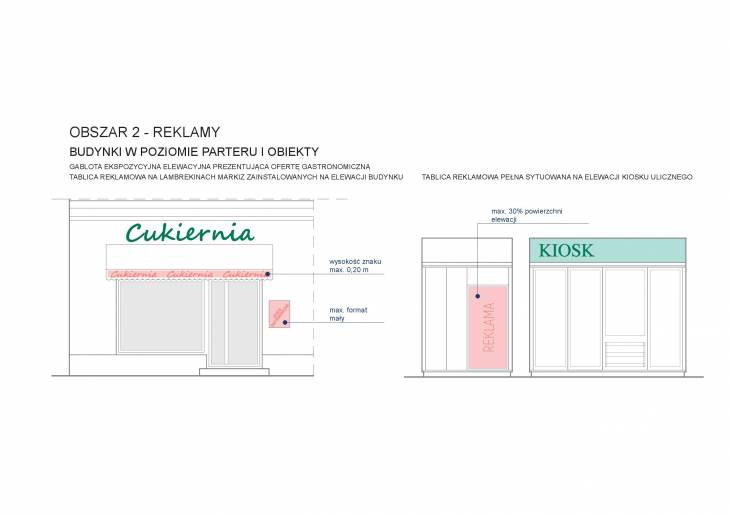 OBSZAR 2 - REKLAMY
BUDYNKI W POZIOMIE PARTERU I OBIEKTY
GABLOTA EKSPOZYCYJNA ELEWACYJNA PREZENTUJĄCA OFERTĘ GASTRONOMICZNĄ
TABLICA REKLAMOWA NA LAMBREKINACH MARKIZ ZAINSTALOWANYCH NA ELEWACJI BUDYNKU
TABLICA REKLAMOWA PEŁNA SYTUOWANA NA ELEWACJI KIOSKU ULICZNEGO
Cukiernia
Cukiernia Cukiernia Cukiernia
wysokość znaku
max. 0,20 m
max. format
mały
max. 30% powierzchni
elewacji
REKLAMA
KIOSK